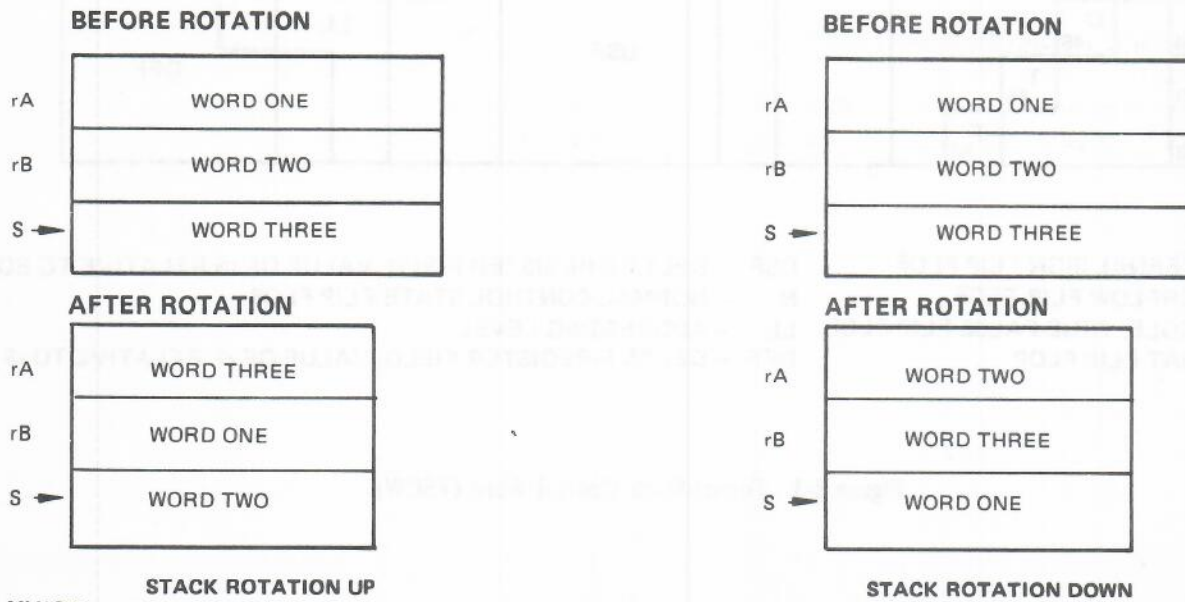 BEFORE ROTATION
rA WORD ONE
rB WORD TWO
S → WORD THREE
AFTER ROTATION
rA WORD THREE
rB WORD ONE
S → WORD TWO
STACK ROTATION UP
BEFORE ROTATION
rA WORD ONE
rB WORD TWO
S → WORD THREE
AFTER ROTATION
rA WORD TWO
rB WORD THREE
S → WORD ONE
STACK ROTATION DOWN